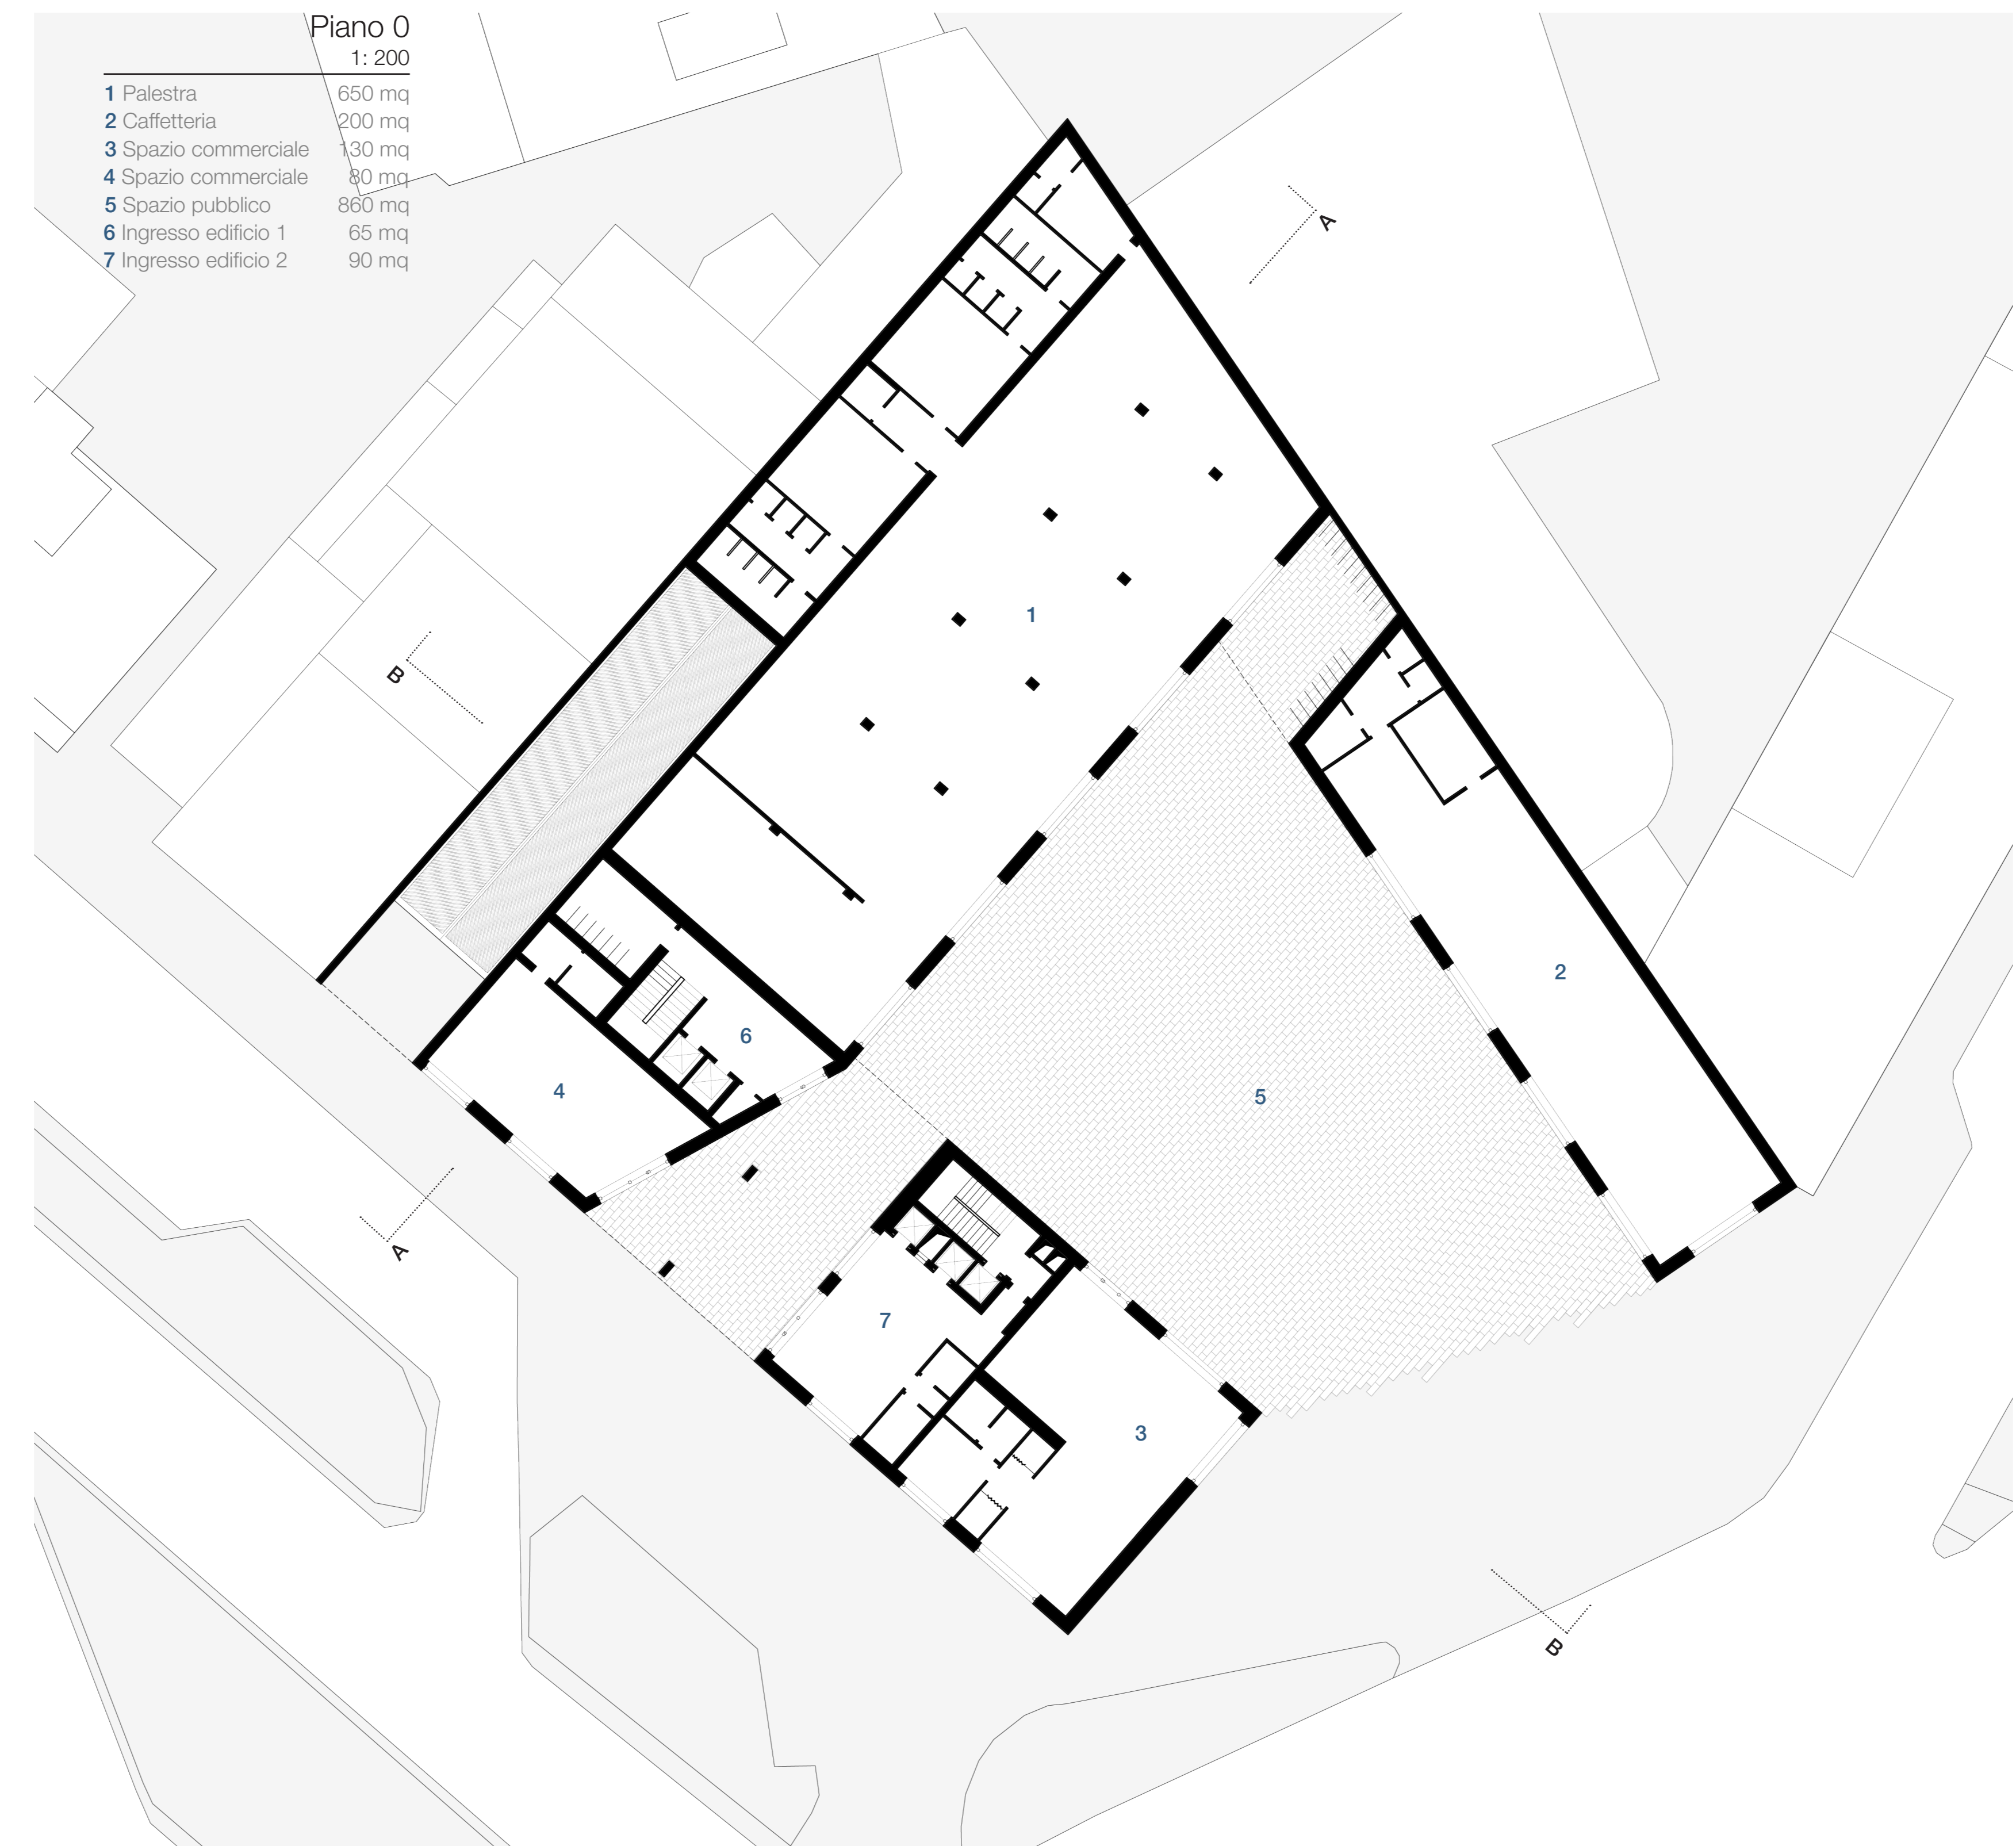 Piano 0
1: 200
1 Palestra 650 mq
2 Caffetteria 200 mq
3 Spazio commerciale 130 mq
4 Spazio commerciale 80 mq
5 Spazio pubblico 860 mq
6 Ingresso edificio 1 65 mq
7 Ingresso edificio 2 90 mq
A
1
B
2
6
4
5
A
7
3
B